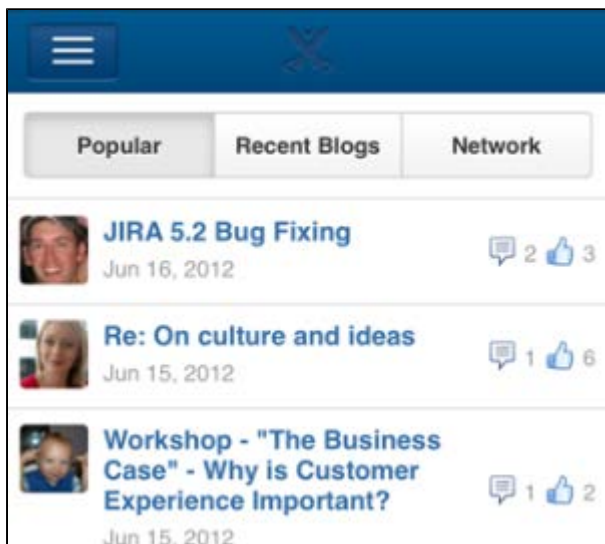 Popular Recent Blogs Network
JIRA 5.2 Bug Fixing
Jun 16, 2012
2 3
Re: On culture and ideas
Jun 15, 2012
1 6
Workshop - "The Business
Case" - Why is Customer
Experience Important?
1 2
Jun 15, 2012